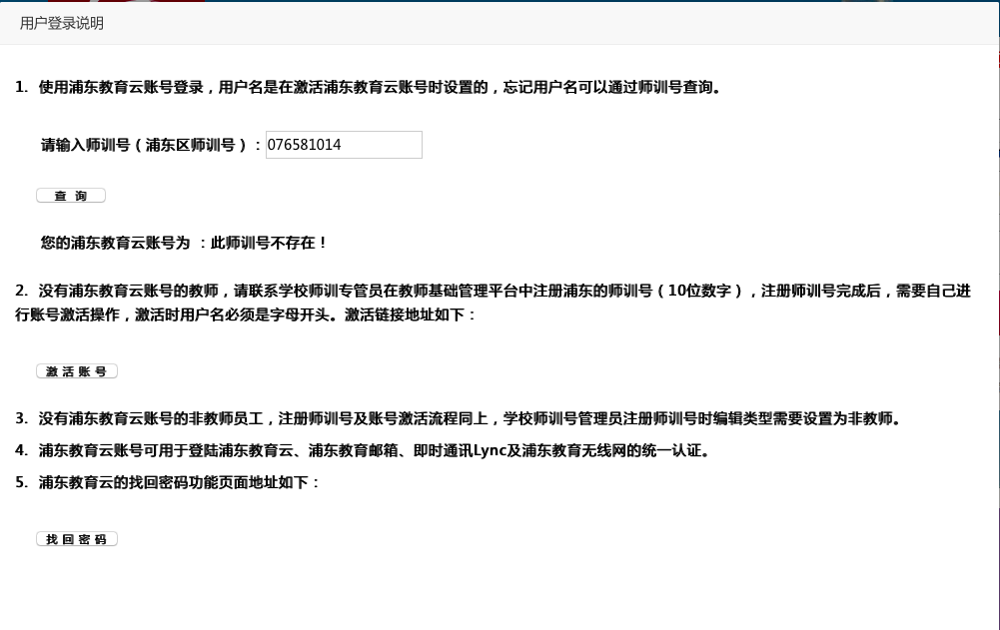 用户登录说明
1. 使用浦东教育云账号登录，用户名是在激活浦东教育云账号时设置的，忘记用户名可以通过师训号查询。
请输入师训号（浦东区师训号）：076581014
查 询
您的浦东教育云账号为 ：此师训号不存在！
2. 没有浦东教育云账号的教师，请联系学校师训专管员在教师基础管理平台中注册浦东的师训号（10位数字），注册师训号完成后，需要自己进
行账号激活操作，激活时用户名必须是字母开头。激活链接地址如下：
激 活 账 号
3. 没有浦东教育云账号的非教师员工，注册师训号及账号激活流程同上，学校师训号管理员注册师训号时编辑类型需要设置为非教师。
4. 浦东教育云账号可用于登陆浦东教育云、浦东教育邮箱、即时通讯Lync及浦东教育无线网的统一认证。
5. 浦东教育云的找回密码功能页面地址如下：
找 回 密 码